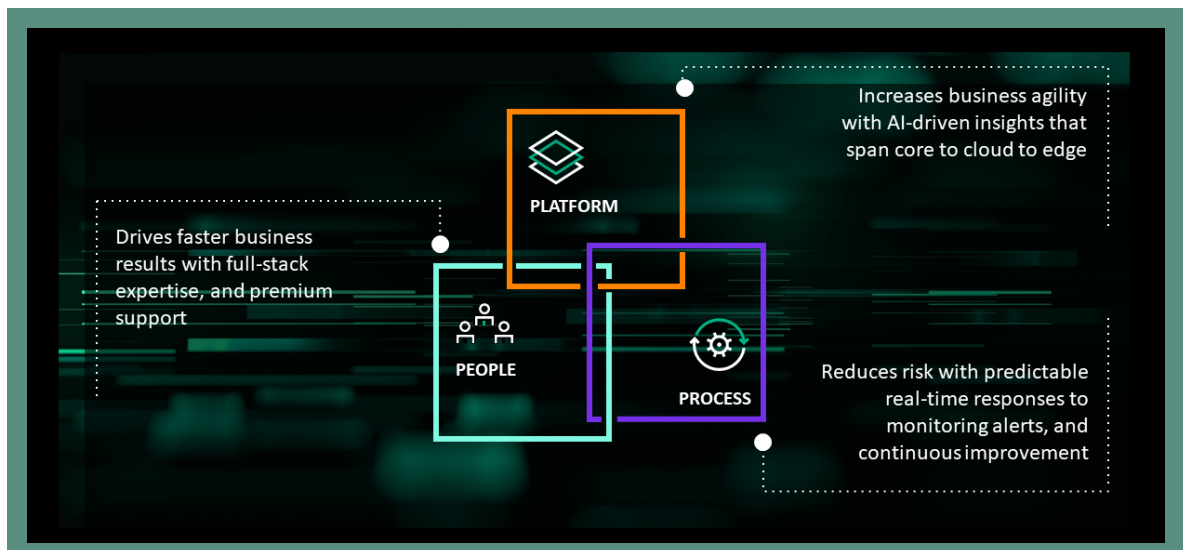 Increases business agility
with AI-driven insights that
span core to cloud to edge
PLATFORM
Drives faster business
results with full-stack
expertise, and premium
support
PEOPLE
PROCESS
Reduces risk with predictable
real-time responses to
monitoring alerts, and
continuous improvement